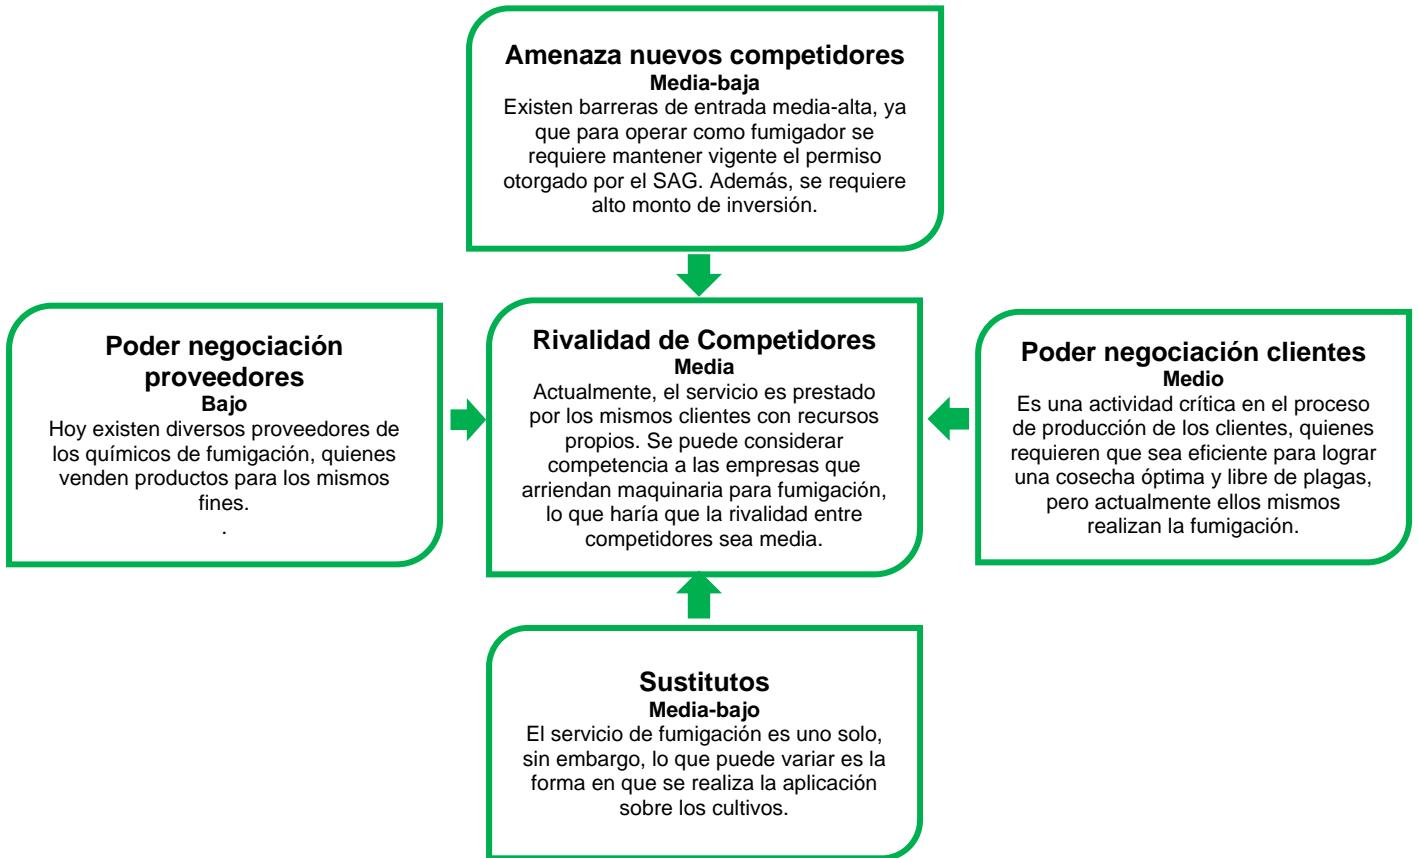 Amenaza nuevos competidores
Media-baja
Existen barreras de entrada media-alta, ya
que para operar como fumigador se
requiere mantener vigente el permiso
otorgado por el SAG. Además, se requiere
alto monto de inversión.
Poder negociación
proveedores
Bajo
Hoy existen diversos proveedores de
los químicos de fumigación, quienes
venden productos para los mismos
fines.
.
Rivalidad de Competidores
Media
Actualmente, el servicio es prestado
por los mismos clientes con recursos
propios. Se puede considerar
competencia a las empresas que
arriendan maquinaria para fumigación,
lo que haría que la rivalidad entre
competidores sea media.
Poder negociación clientes
Medio
Es una actividad crítica en el proceso
de producción de los clientes, quienes
requieren que sea eficiente para lograr
una cosecha óptima y libre de plagas,
pero actualmente ellos mismos
realizan la fumigación.
Sustitutos
Media-bajo
El servicio de fumigación es uno solo,
sin embargo, lo que puede variar es la
forma en que se realiza la aplicación
sobre los cultivos.